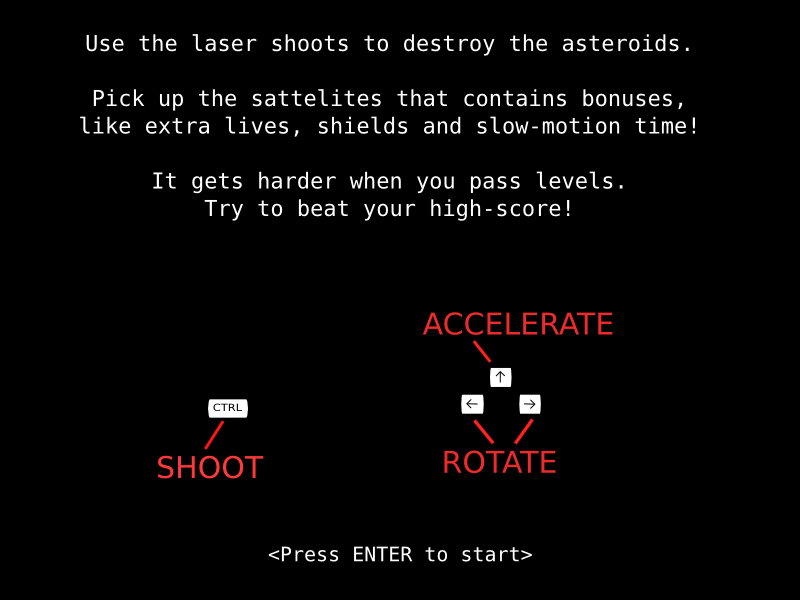 Use the laser shoots to destroy the asteroids.
Pick up the sattelites that contains bonuses,
like extra lives, shields and slow-motion time!
It gets harder when you pass levels.
Try to beat your high-score!
ACCELERATE
↑
← →
CTRL
SHOOT
ROTATE
<Press ENTER to start>